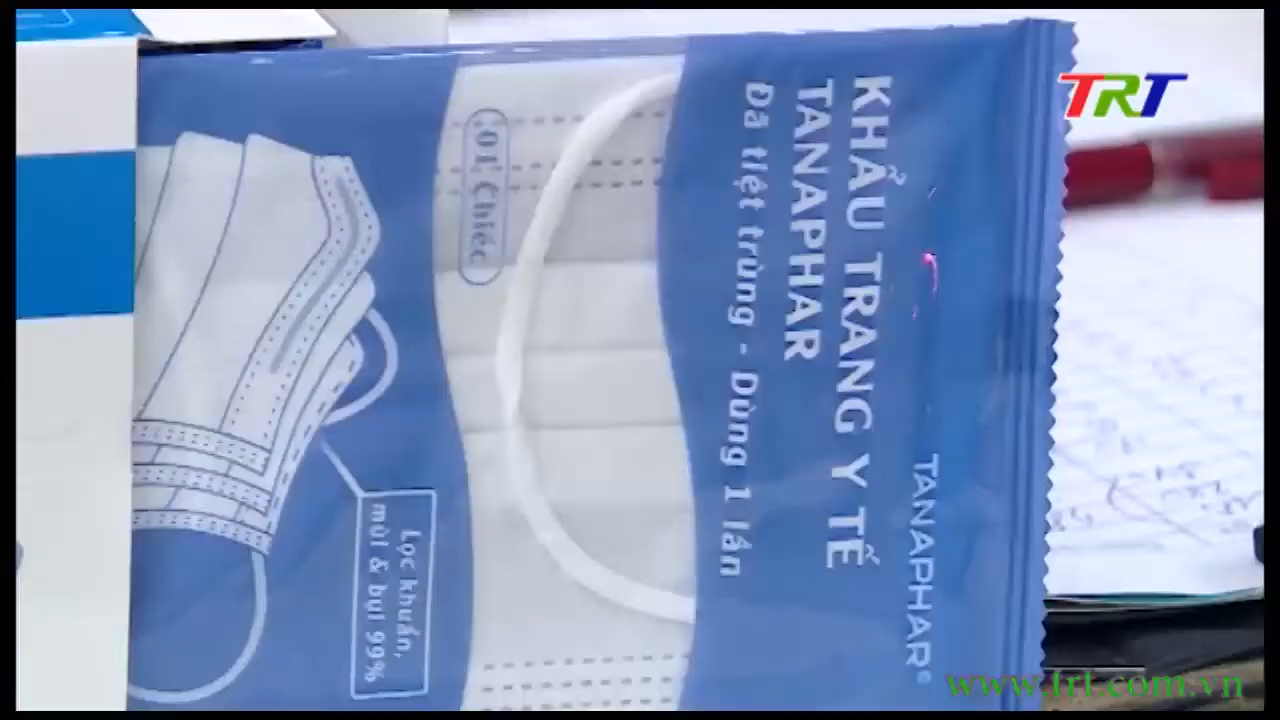 TRT
TANAPHAR®
KHẨU TRANG Y TẾ
TANAPHAR
Đã tiệt trùng - Dùng 1 lần
01 Chiếc
Lọc khuẩn,
mùi & bụi 99%
www.trt.com.vn